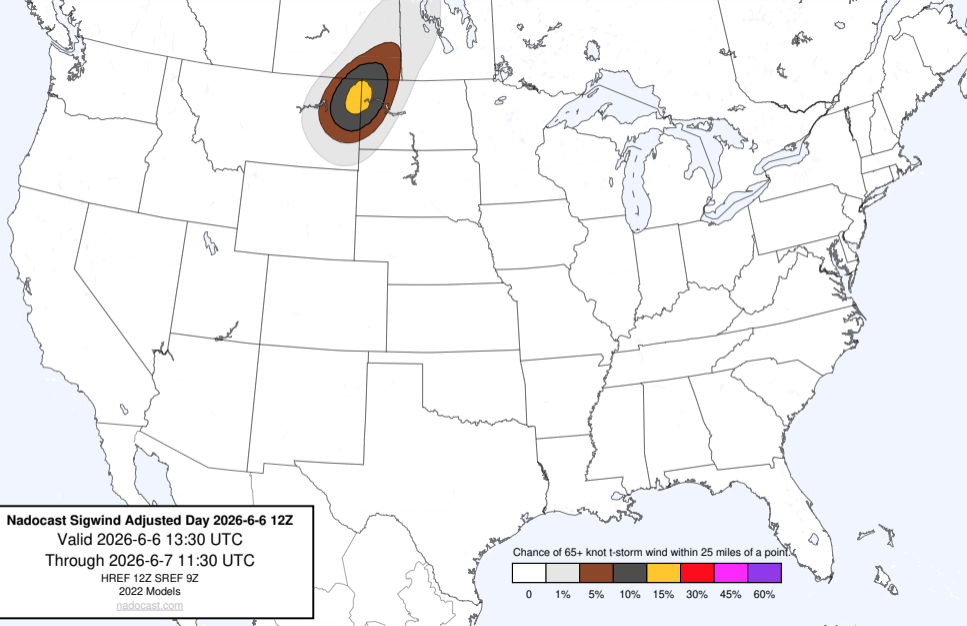 Nadocast Sigwind Adjusted Day 2026-6-6 12Z
Valid 2026-6-6 13:30 UTC
Through 2026-6-7 11:30 UTC
HREF 12Z SREF 9Z
2022 Models
nadocast.com
Chance of 65+ knot t-storm wind within 25 miles of a point.
0 1% 5% 10% 15% 30% 45% 60%